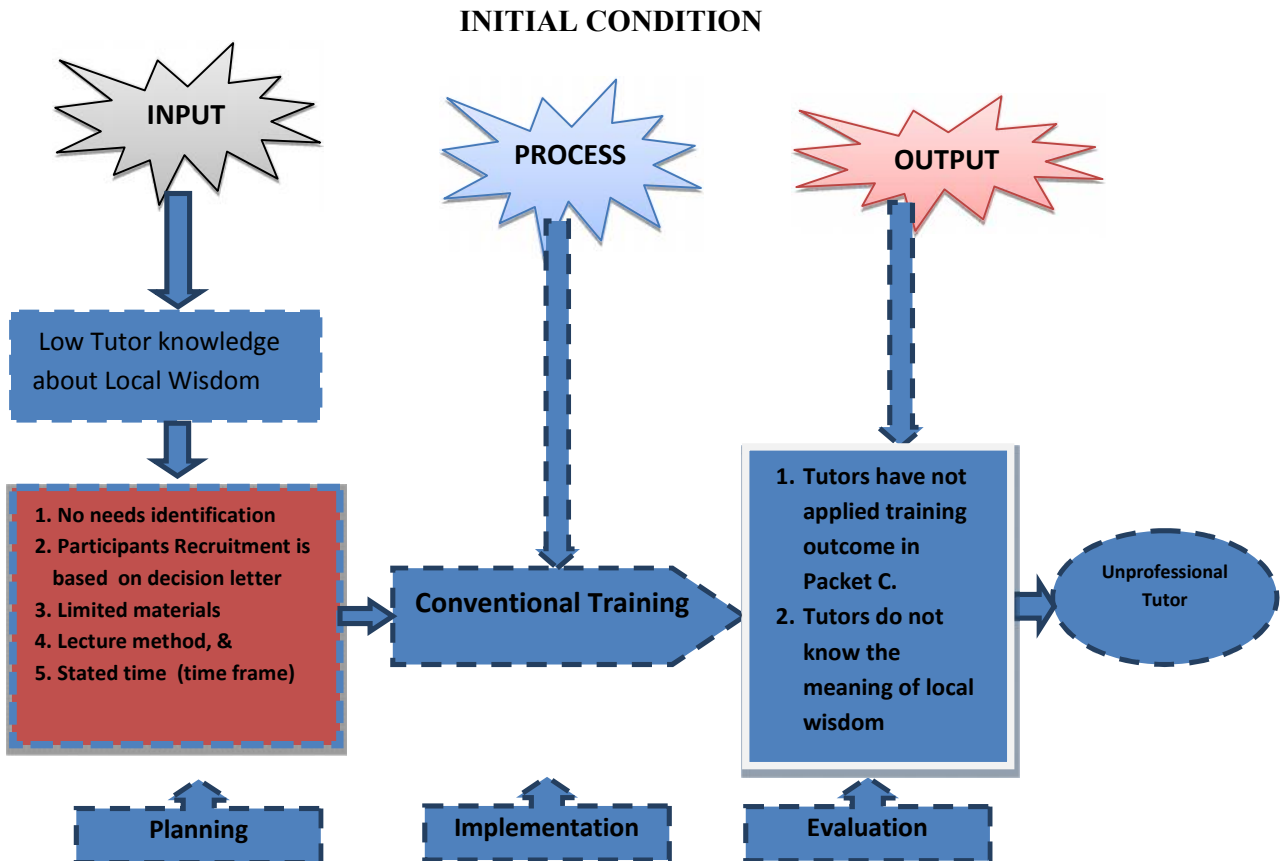 INITIAL CONDITION
INPUT
PROCESS
OUTPUT
Low Tutor knowledge
about Local Wisdom
1. No needs identification
2. Participants Recruitment is
based on decision letter
3. Limited materials
4. Lecture method, &
5. Stated time (time frame)
Conventional Training
1. Tutors have not
applied training
outcome in
Packet C.
2. Tutors do not
know the
meaning of local
wisdom
Unprofessional
Tutor
Planning
Implementation
Evaluation